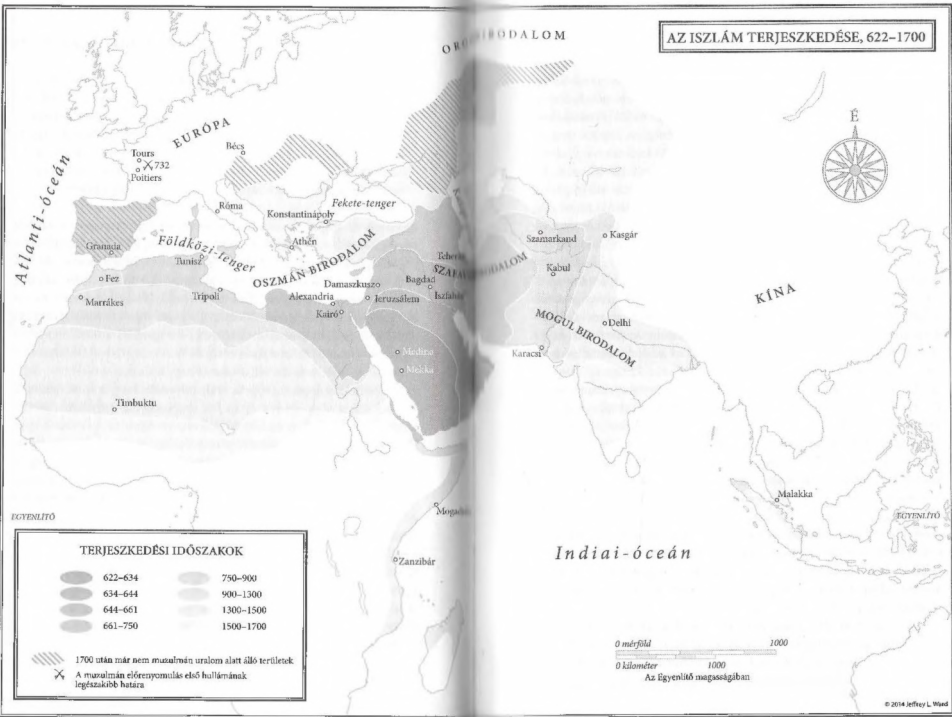 AZ ISZLÁM TERJESZKEDÉSE, 622–1700
BIRODALOM
É
EURÓPA
Atlanti-óceán
Tours
732
Poitiers
Bécs
Róma
Konstantinápoly
Fekete-tenger
Athén
Granada
Földközi-tenger
Tunisz
OSZMÁN BIRODALOM
Fez
Marrákes
Tripoli
Alexandria
Kairó
Damaszkusz
Jeruzsálem
Bagdad
Medina
Mekka
Timbuktu
Szamarkand
Kasgár
Kabul
KÍNA
MOGUL BIRODALOM
Delhi
Karacsi
Malakka
EGYENLÍTŐ
EGYENLÍTŐ
Zanzibár
Indiai-óceán
TERJESZKEDÉSI IDŐSZAKOK
622–634 750–900
634–644 900–1300
644–661 1300–1500
661–750 1500–1700
1700 után már nem muzulmán uralom alatt álló területek
A muzulmán előrenyomulás első hullámának
legészakibb határa
0 mérföld 1000
0 kilométer 1000
Az Egyenlítő magasságában
© 2014 Jeffrey L. Ward